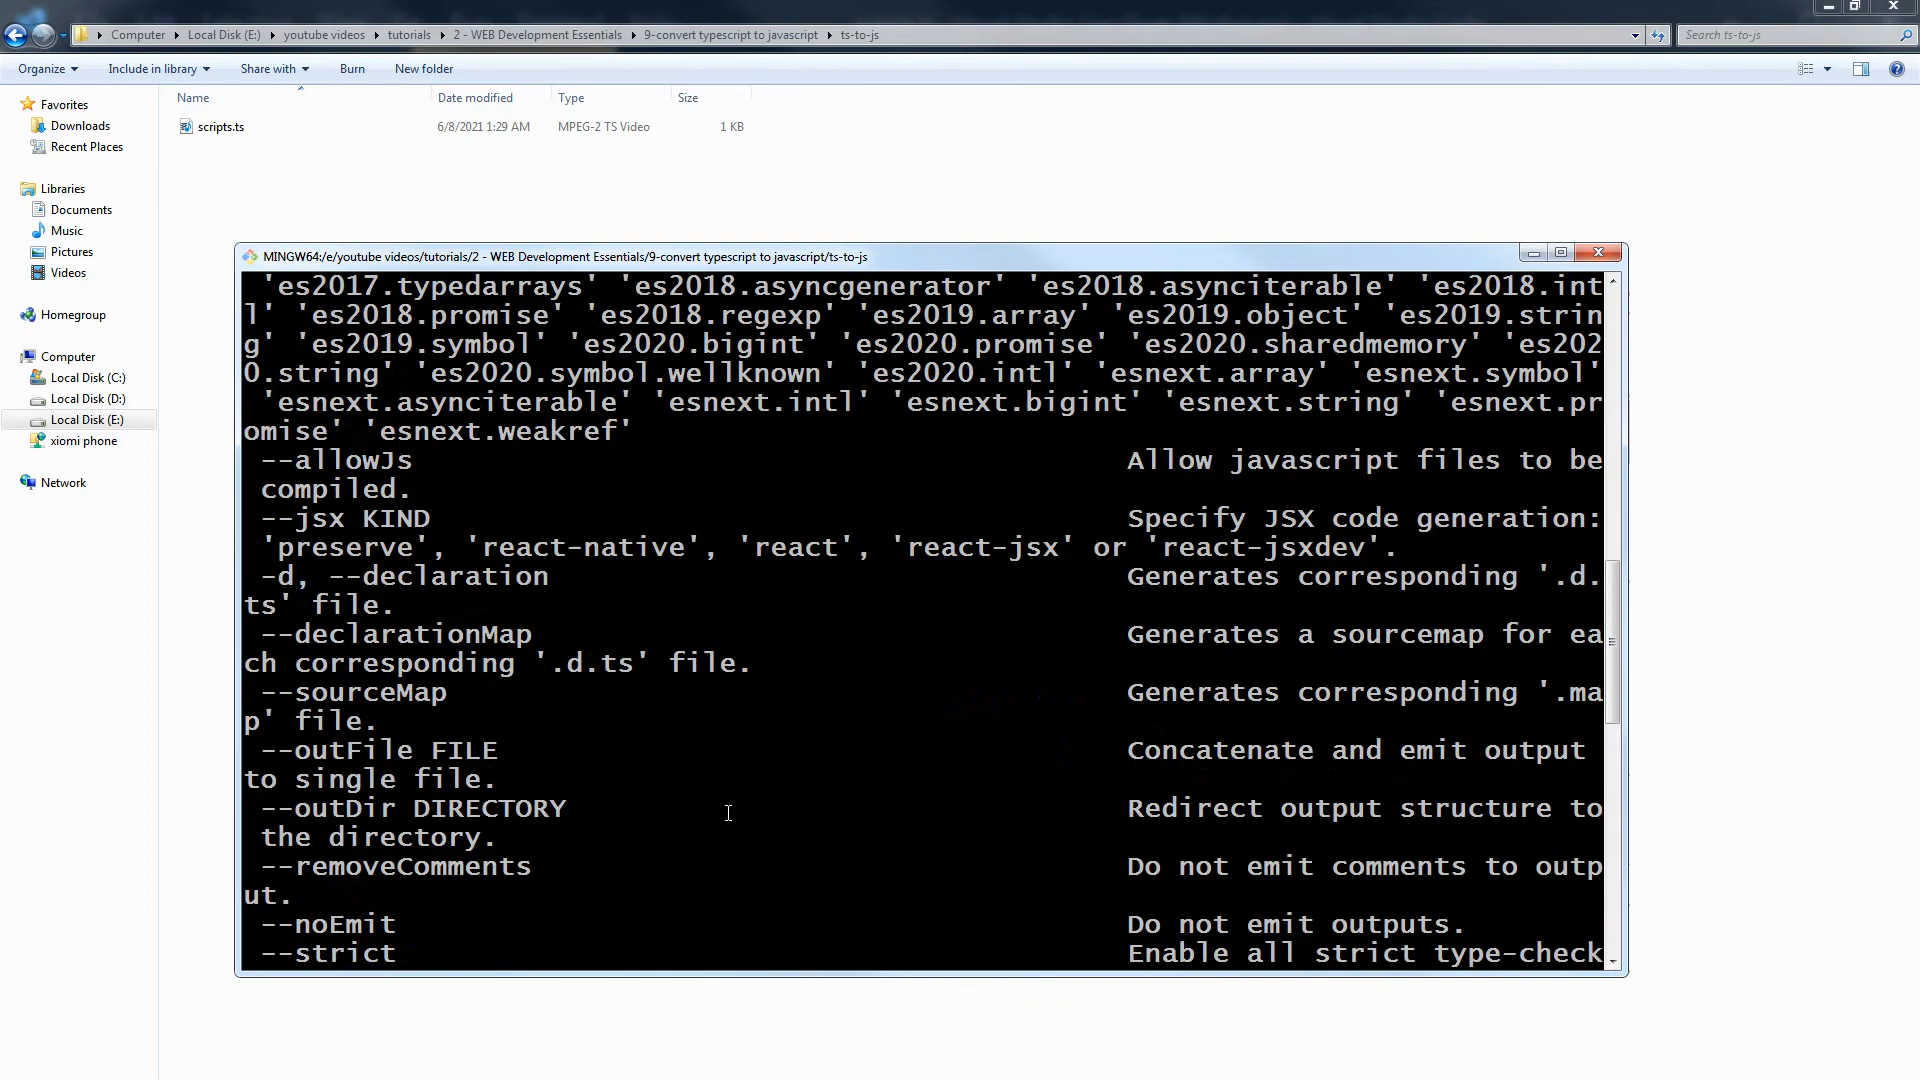 Computer Local Disk (E:) youtube videos tutorials 2 - WEB Development Essentials 9-convert typescript to javascript ts-to-js Search ts-to-js
Organize Include in library Share with Burn New folder
Name Date modified Type Size
scripts.ts 6/8/2021 1:29 AM MPEG-2 TS Video 1 KB
Favorites
Downloads
Recent Places
Libraries
Documents
Music
Pictures
Videos
Homegroup
Computer
Local Disk (C:)
Local Disk (D:)
Local Disk (E:)
xiomi phone
Network
MINGW64:/e/youtube videos/tutorials/2 - WEB Development Essentials/9-convert typescript to javascript/ts-to-js
'es2017.typedarrays' 'es2018.asyncgenerator' 'es2018.asynciterable' 'es2018.int
l' 'es2018.promise' 'es2018.regexp' 'es2019.array' 'es2019.object' 'es2019.strin
g' 'es2019.symbol' 'es2020.bigint' 'es2020.promise' 'es2020.sharedmemory' 'es202
0.string' 'es2020.symbol.wellknown' 'es2020.intl' 'esnext.array' 'esnext.symbol'
'esnext.asynciterable' 'esnext.intl' 'esnext.bigint' 'esnext.string' 'esnext.pr
omise' 'esnext.weakref'
--allowJs Allow javascript files to be
compiled.
--jsx KIND Specify JSX code generation:
'preserve', 'react-native', 'react', 'react-jsx' or 'react-jsxdev'.
-d, --declaration Generates corresponding '.d.
ts' file.
--declarationMap Generates a sourcemap for ea
ch corresponding '.d.ts' file.
--sourceMap Generates corresponding '.ma
p' file.
--outFile FILE Concatenate and emit output
to single file.
--outDir DIRECTORY Redirect output structure to
the directory.
--removeComments Do not emit comments to outp
ut.
--noEmit Do not emit outputs.
--strict Enable all strict type-check